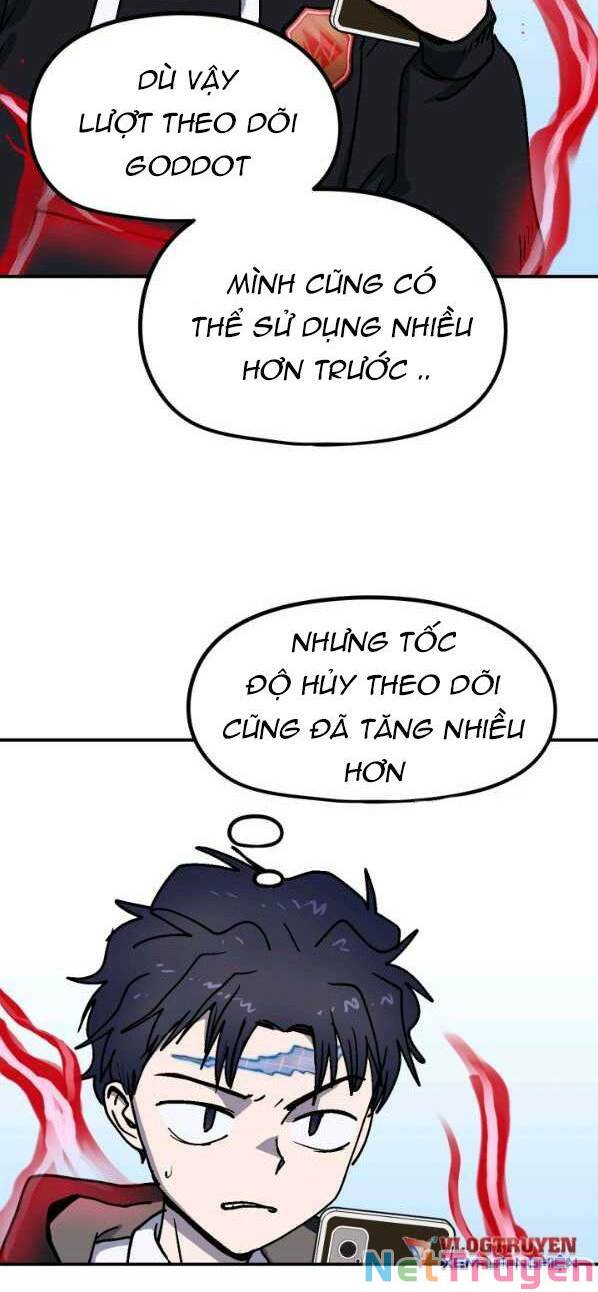 DÙ VẬY
LƯỢT THEO DÕI
GODDOT
MÌNH CŨNG CÓ
THỂ SỬ DỤNG NHIỀU
HƠN TRƯỚC ..
NHƯNG TỐC
ĐỘ HỦY THEO DÕI
CŨNG ĐÃ TĂNG NHIỀU
HƠN
VLOGTRUYEN
NetTruyen